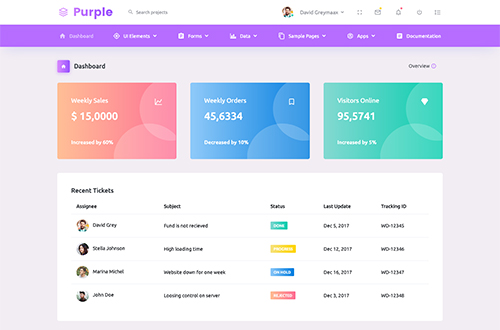 Purple
Search projects
David Greymaax
Dashboard
UI Elements
Forms
Data
Sample Pages
Apps
Documentation
Dashboard
Overview
Weekly Sales
$ 15,0000
Increased by 60%
Weekly Orders
45,6334
Decreased by 10%
Visitors Online
95,5741
Increased by 5%
Recent Tickets
Assignee Subject Status Last Update Tracking ID
David Grey Fund is not recieved DONE Dec 5, 2017 WD-12345
Stella Johnson High loading time PROGRESS Dec 12, 2017 WD-12346
Marina Michel Website down for one week ON HOLD Dec 16, 2017 WD-12347
John Doe Loosing control on server REJECTED Dec 3, 2017 WD-12348